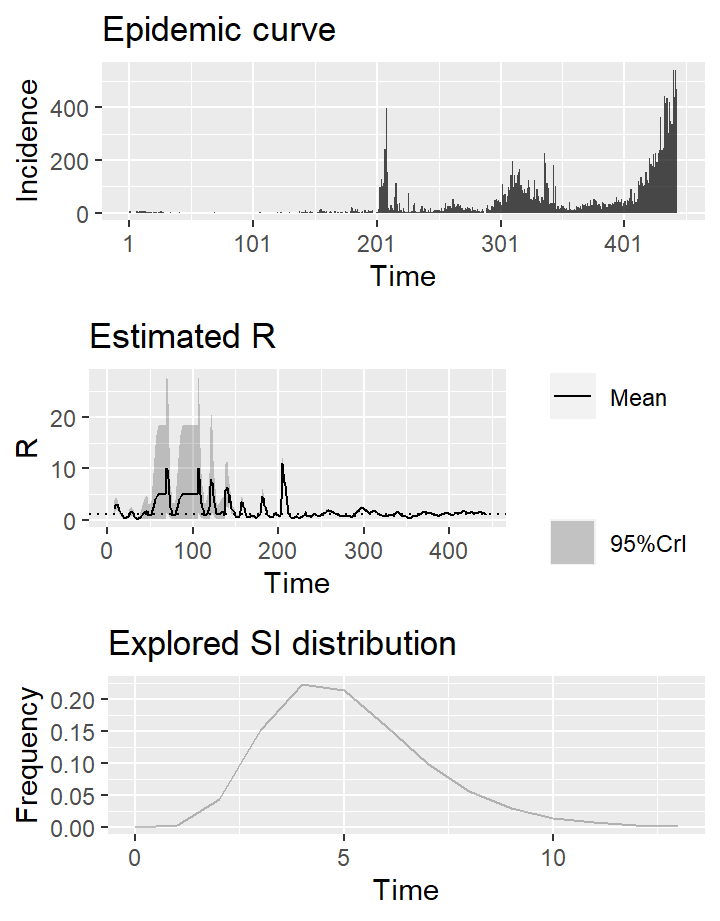 Epidemic curve
Incidence
400
200
0
1 101 201 301 401
Time
Estimated R
R
20
10
0
0 100 200 300 400
Time
Mean
95%CrI
Explored SI distribution
Frequency
0.20
0.15
0.10
0.05
0.00
0 5 10
Time